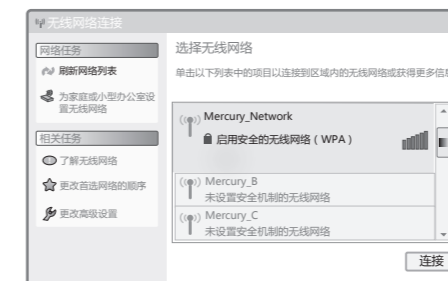 无线网络连接
网络任务
刷新网络列表
为家庭或小型办公室设
置无线网络
相关任务
了解无线网络
更改首选网络的顺序
更改高级设置
选择无线网络
单击以下列表中的项目以连接到区域内的无线网络或获得更多信
((•)) Mercury_Network
启用安全的无线网络（WPA）
((•)) Mercury_B
未设置安全机制的无线网络
((•)) Mercury_C
未设置安全机制的无线网络
连接